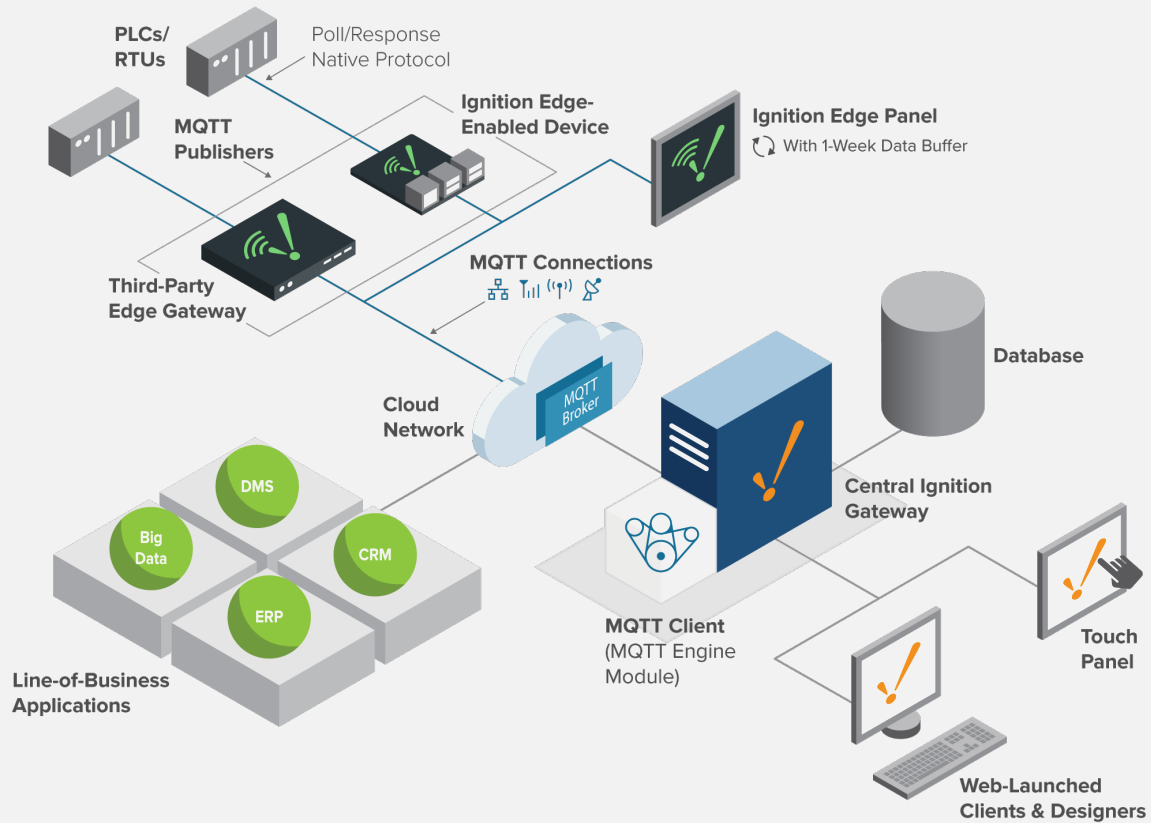 PLCs/
RTUs
Poll/Response
Native Protocol
MQTT
Publishers
Ignition Edge-
Enabled Device
Ignition Edge Panel
With 1-Week Data Buffer
Third-Party
Edge Gateway
MQTT Connections
Cloud
Network
MQTT
Broker
Database
Central Ignition
Gateway
DMS
Big
Data
CRM
ERP
Line-of-Business
Applications
MQTT Client
(MQTT Engine
Module)
Touch
Panel
Web-Launched
Clients & Designers